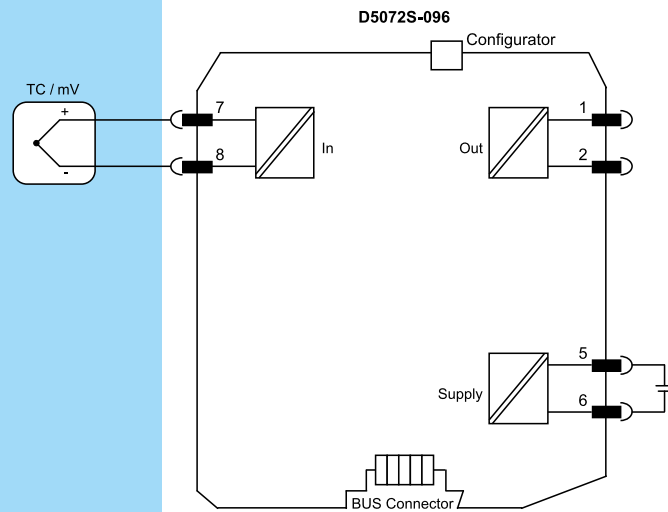 D5072S-096
Configurator
TC / mV
+
-
7
8
In
1
2
Out
5
6
Supply
BUS Connector